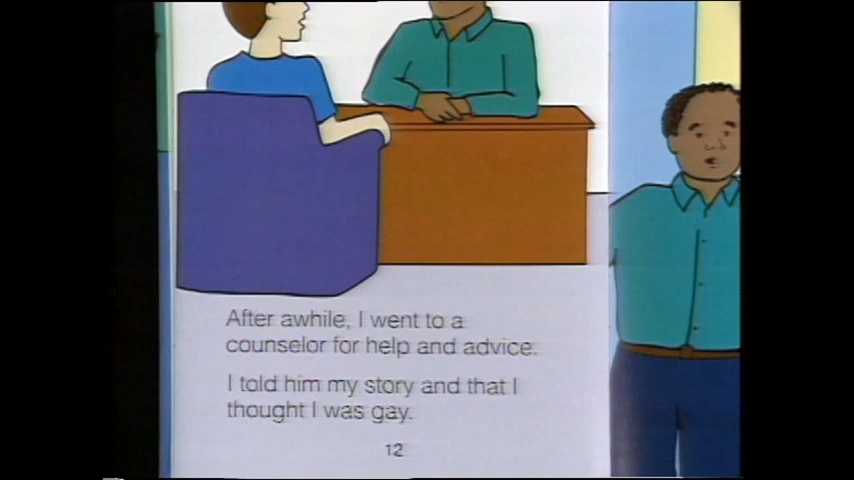 After awhile, I went to a
counselor for help and advice.
I told him my story and that I
thought I was gay.
12